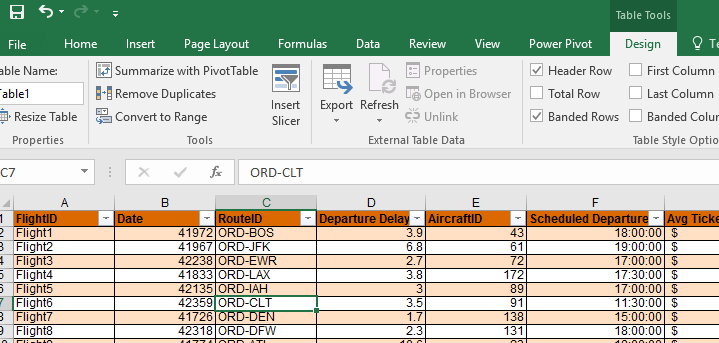 Table Tools
File Home Insert Page Layout Formulas Data Review View Power Pivot Design Te
able Name: Summarize with PivotTable Properties Header Row First Column
Table1 Remove Duplicates Insert Slicer Export Refresh Open in Browser Total Row Last Column
Resize Table Convert to Range Unlink Banded Rows Banded Colu
Properties Tools External Table Data Table Style Optio
C7 fx ORD-CLT
A B C D E F
1 FlightID Date RouteID Departure Delay AircraftID Scheduled Departure Avg Ticke
2 Flight1 41972 ORD-BOS 3.9 43 18:00:00 $
3 Flight2 41967 ORD-JFK 6.8 61 19:00:00 $
4 Flight3 42238 ORD-EWR 2.7 72 17:00:00 $
5 Flight4 41833 ORD-LAX 3.8 172 17:30:00 $
6 Flight5 42135 ORD-IAH 3 89 17:00:00 $
7 Flight6 42359 ORD-CLT 3.5 91 11:30:00 $
8 Flight7 41726 ORD-DEN 1.7 138 15:00:00 $
9 Flight8 42318 ORD-DFW 2.3 131 18:00:00 $